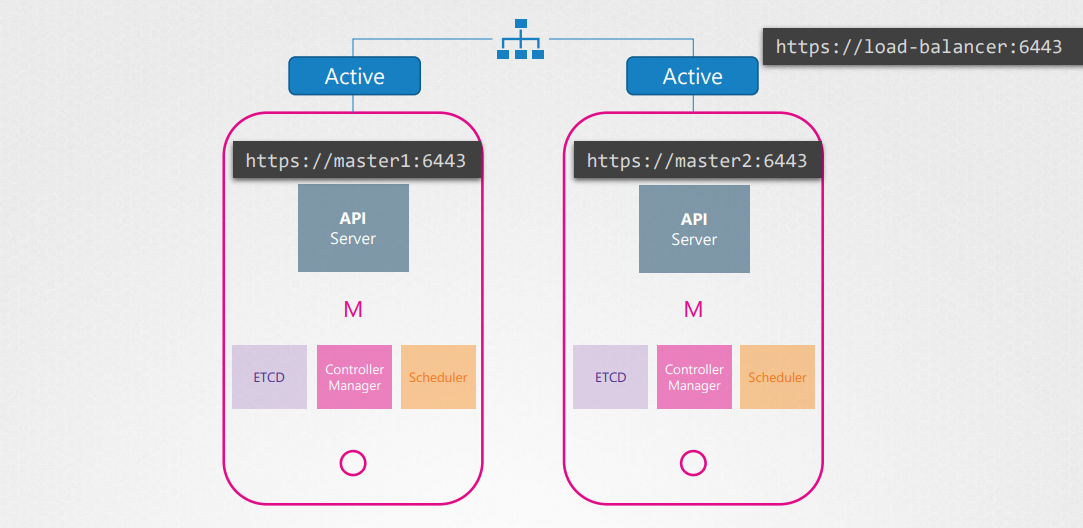 https://load-balancer:6443
Active
Active
https://master1:6443
https://master2:6443
API
Server
API
Server
M
M
ETCD
Controller
Manager
Scheduler
ETCD
Controller
Manager
Scheduler